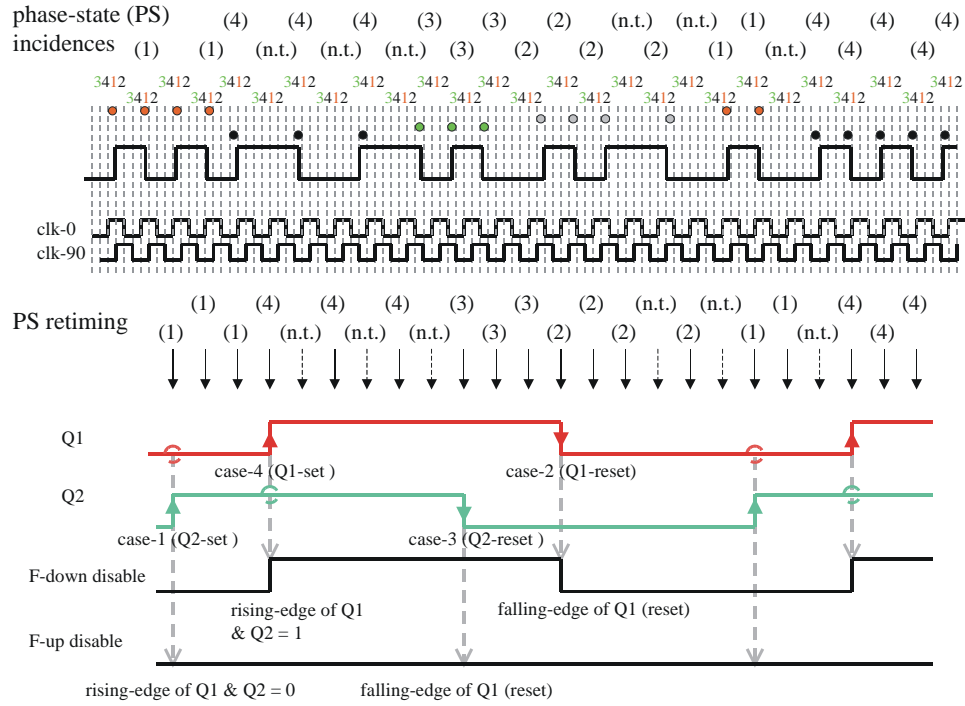 phase-state (PS) (4) (4) (4) (3) (3) (2) (n.t.) (n.t.) (1) (4) (4) (4)
incidences (1) (1) (n.t.) (n.t.) (n.t.) (3) (2) (2) (2) (1) (n.t.) (4) (4)
3412 3412 3412 3412 3412 3412 3412 3412 3412 3412 3412 3412 3412 3412
3412 3412 3412 3412 3412 3412 3412 3412 3412 3412 3412 3412 3412
clk-0
clk-90
(1) (4) (4) (4) (3) (3) (2) (n.t.) (n.t.) (1) (4) (4)
PS retiming (1) (1) (n.t.) (n.t.) (n.t.) (3) (2) (2) (2) (1) (n.t.) (4)
Q1
case-4 (Q1-set ) case-2 (Q1-reset)
Q2
case-1 (Q2-set ) case-3 (Q2-reset )
F-down disable
rising-edge of Q1 falling-edge of Q1 (reset)
& Q2 = 1
F-up disable
rising-edge of Q1 & Q2 = 0 falling-edge of Q1 (reset)